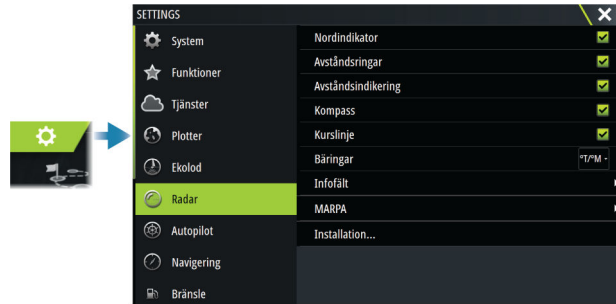 SETTINGS
System
Funktioner
Tjänster
Plotter
Ekolod
Radar
Autopilot
Navigering
Bränsle
Nordindikator
Avståndsringar
Avståndsindikering
Kompass
Kurslinje
Bäringar °T/°M
Infofält
MARPA
Installation...